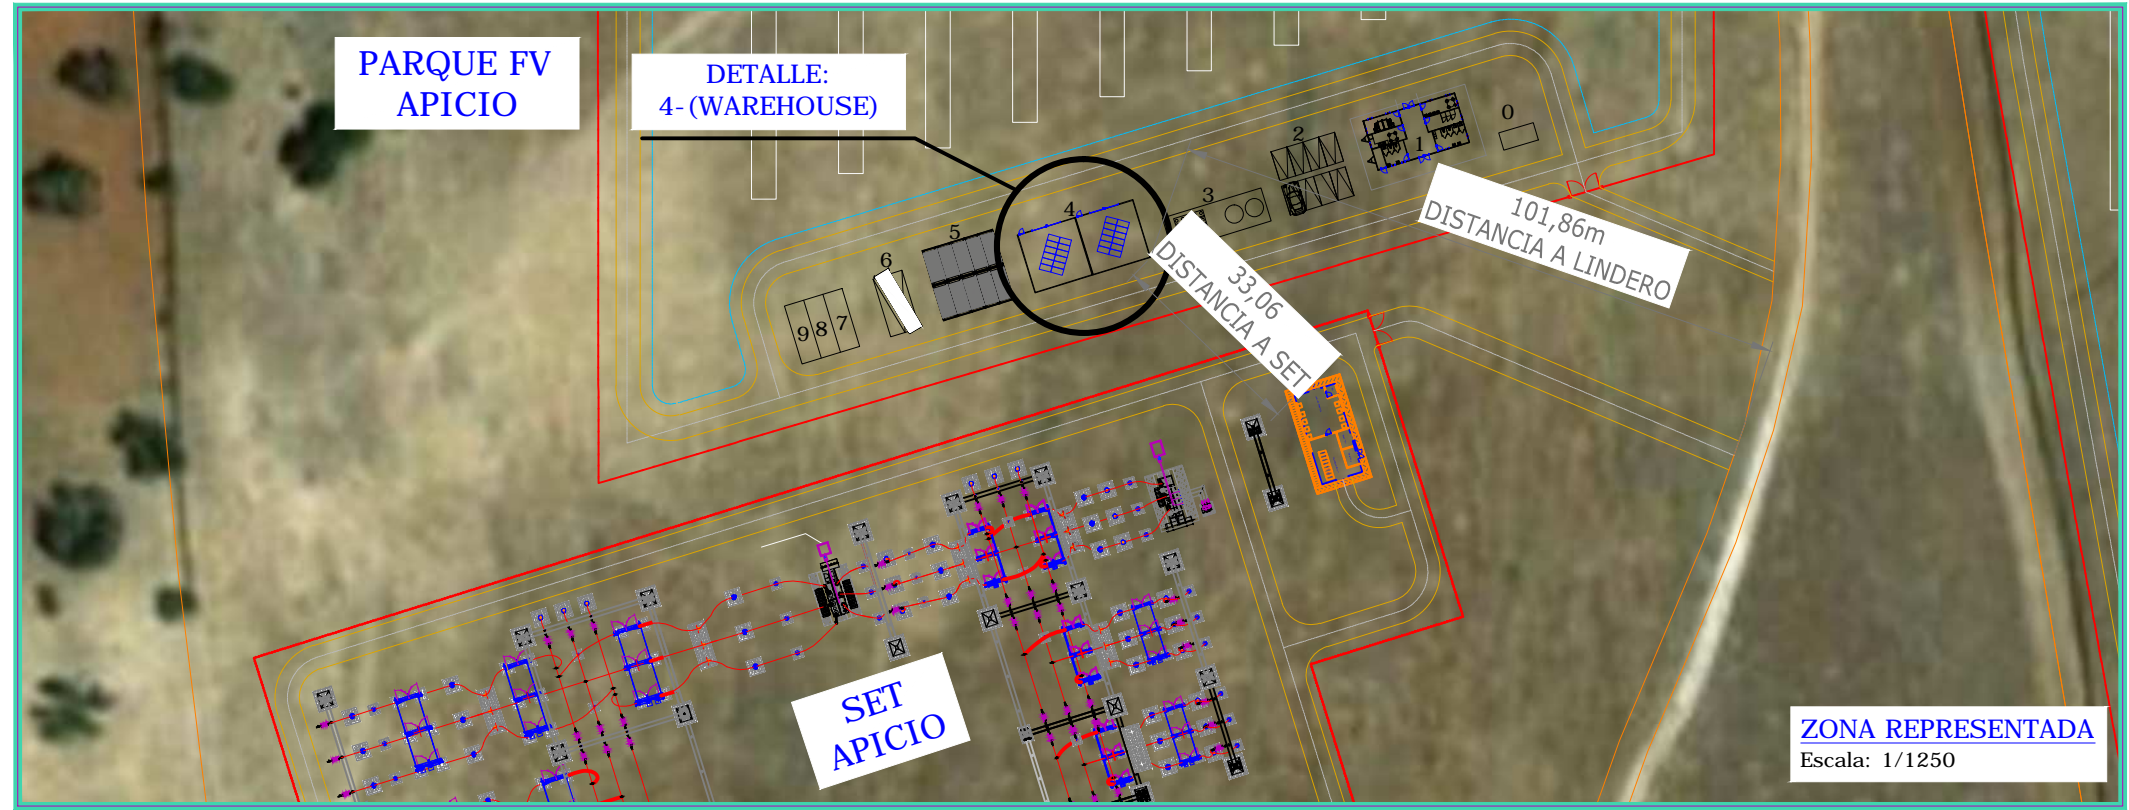 PARQUE FV
APICIO
DETALLE:
4-(WAREHOUSE)
0
1
2
3
4
5
6
7
8
9
101,86m
DISTANCIA A LINDERO
33,06
DISTANCIA A SET
SET
APICIO
ZONA REPRESENTADA
Escala: 1/1250